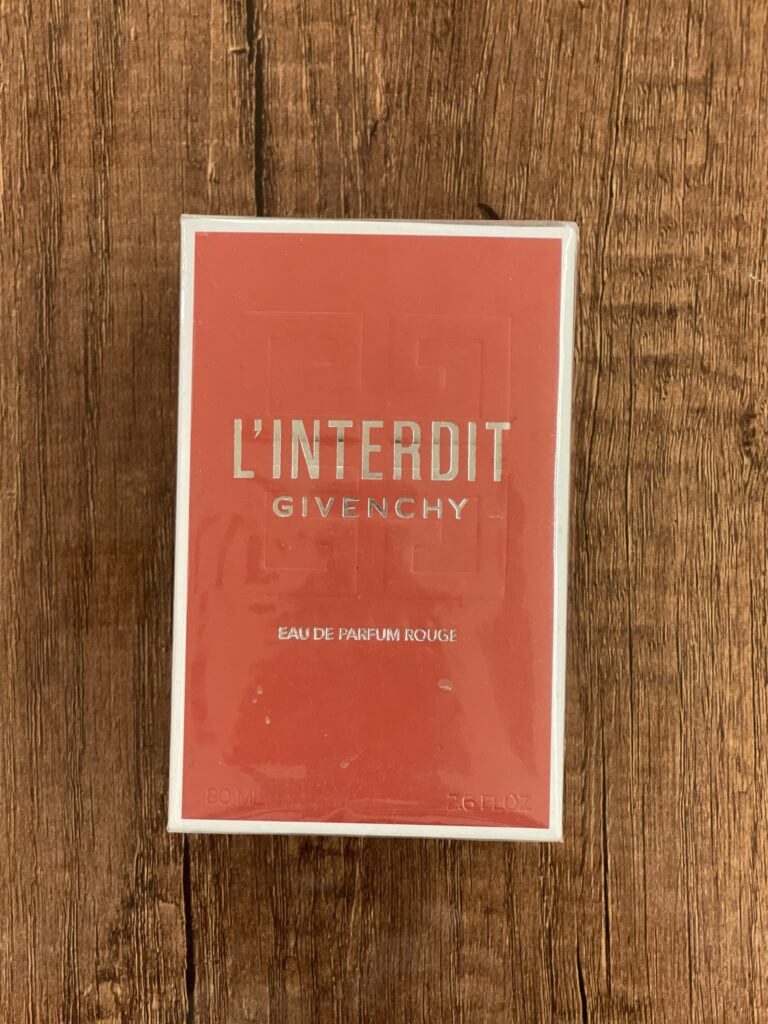 L'INTERDIT
GIVENCHY
EAU DE PARFUM ROUGE
80 ML 2.6 FL.OZ